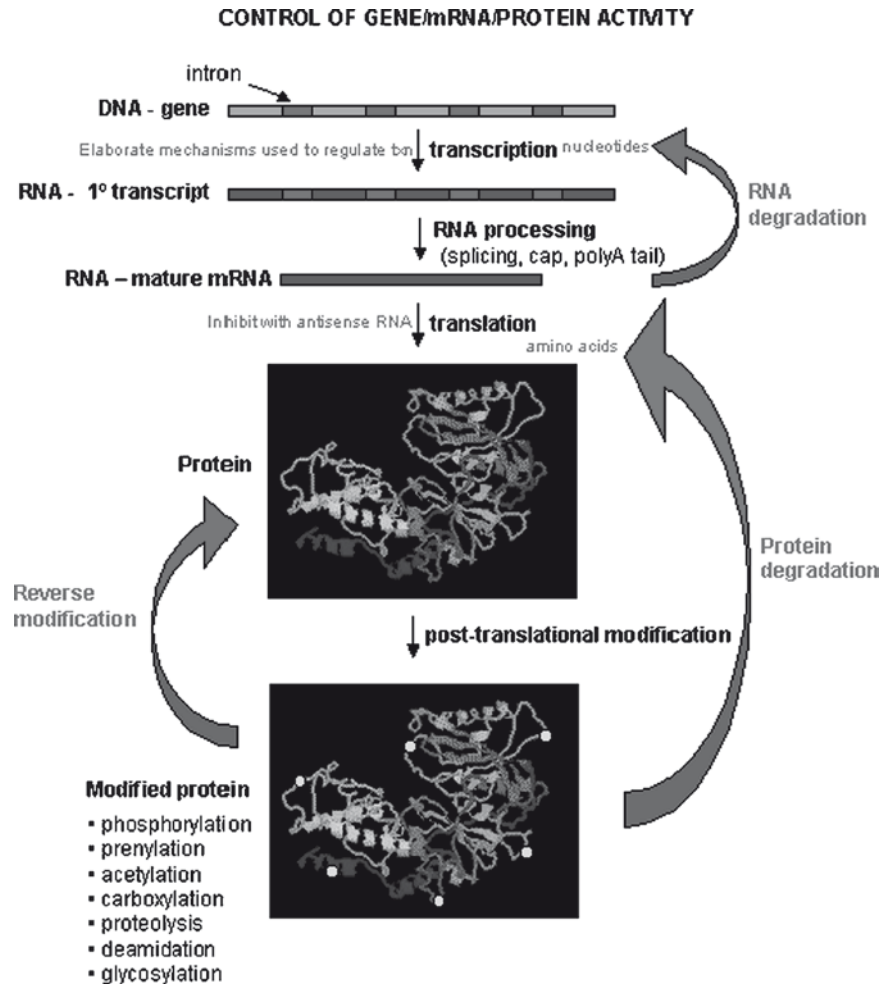 CONTROL OF GENE/mRNA/PROTEIN ACTIVITY
intron
DNA - gene
Elaborate mechanisms used to regulate txn
transcription
nucleotides
RNA - 1º transcript
RNA
degradation
RNA processing
(splicing, cap, polyA tail)
RNA – mature mRNA
Inhibit with antisense RNA
translation
amino acids
Protein
Protein
degradation
Reverse
modification
post-translational modification
Modified protein
▪ phosphorylation
▪ prenylation
▪ acetylation
▪ carboxylation
▪ proteolysis
▪ deamidation
▪ glycosylation